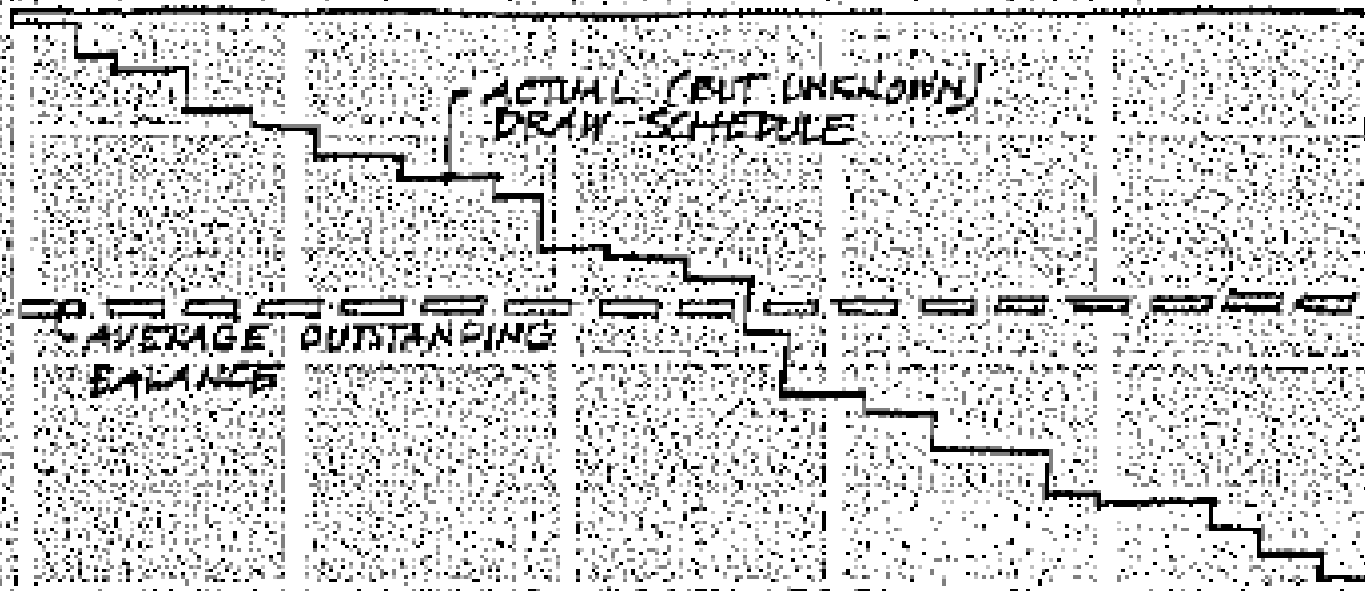 ACTUAL (BUT UNKNOWN)
DRAW SCHEDULE
AVERAGE OUTSTANDING
BALANCE